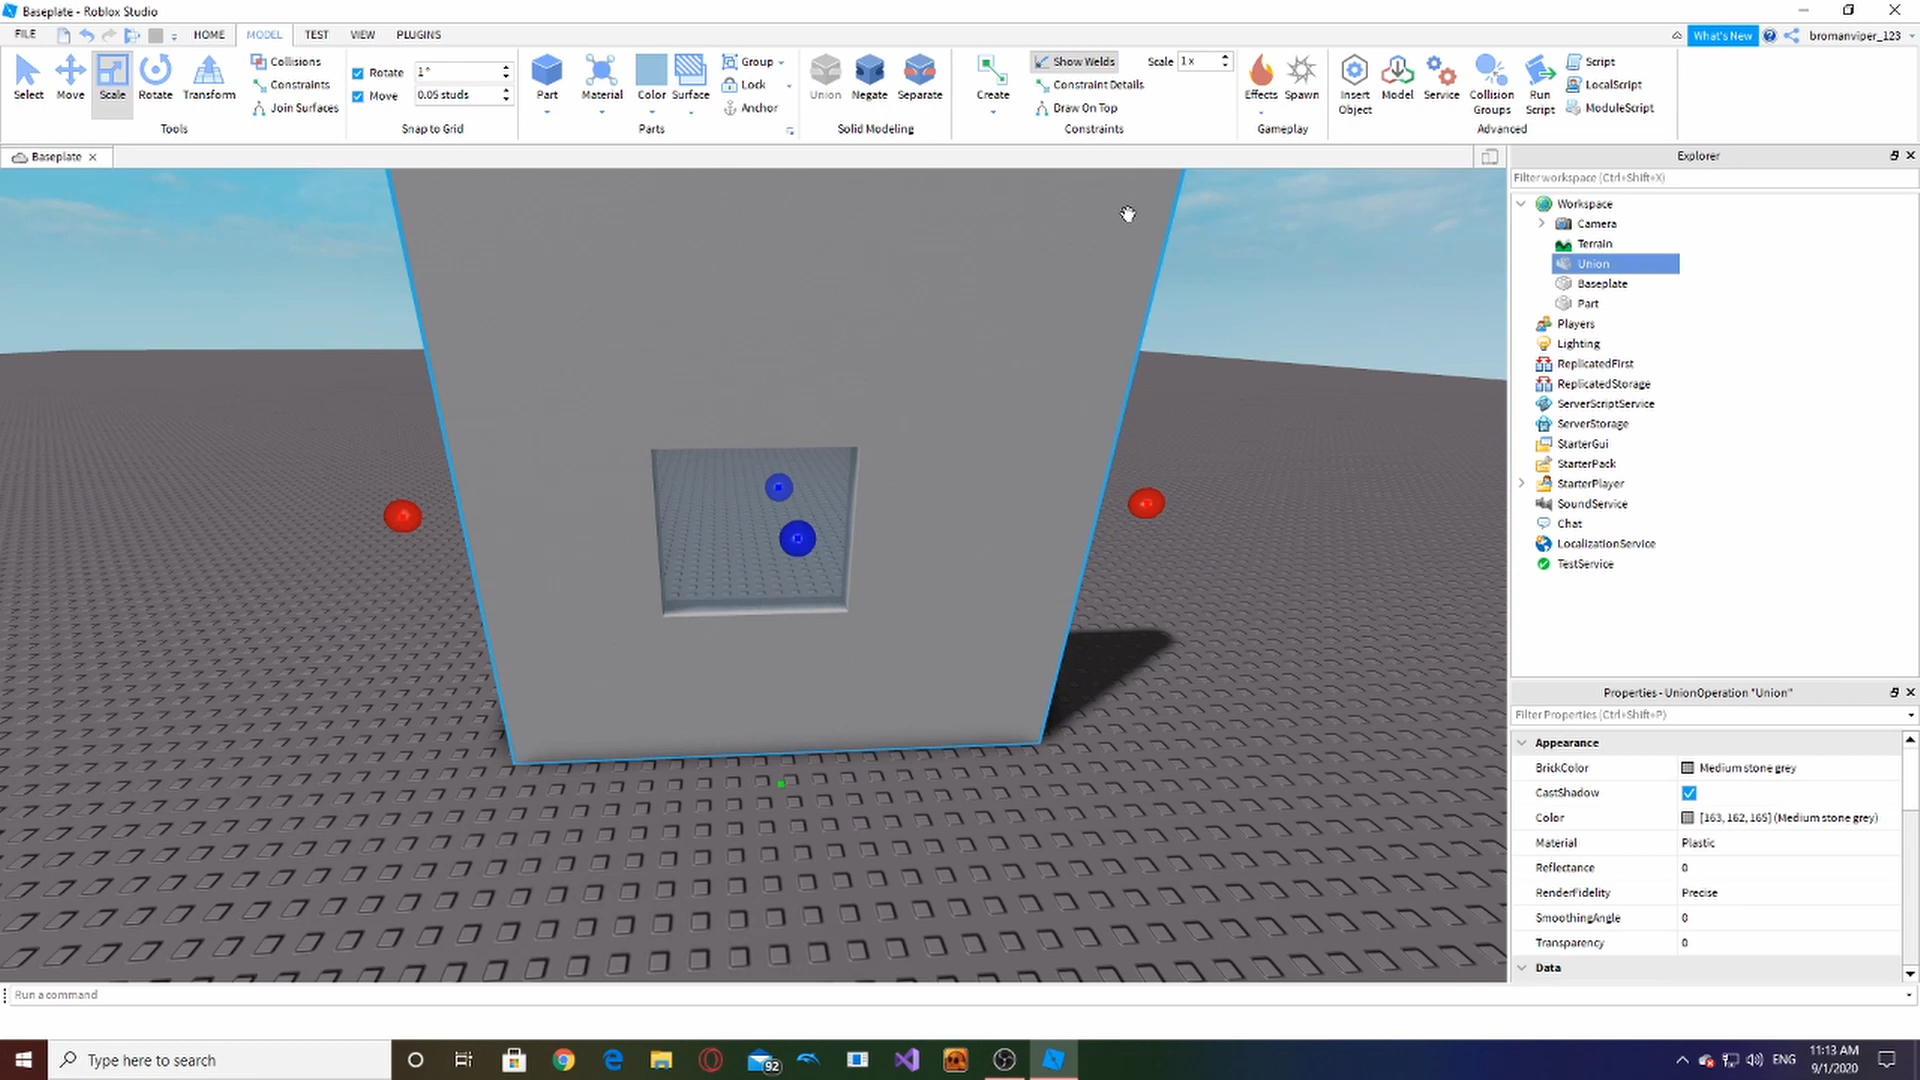 Baseplate - Roblox Studio
FILE HOME MODEL TEST VIEW PLUGINS What's New bromanviper_123
Select Move Scale Rotate Transform
Collisions
Constraints
Join Surfaces
Tools
Rotate 1°
Move 0.05 studs
Snap to Grid
Part Material Color Surface
Group
Lock
Anchor
Parts
Union Negate Separate
Solid Modeling
Create
Show Welds Scale 1x
Constraint Details
Draw On Top
Constraints
Effects Spawn
Gameplay
Insert Object Model Service Collision Groups Run Script
Script
LocalScript
ModuleScript
Advanced
Baseplate
Explorer
Filter workspace (Ctrl+Shift+X)
Workspace
Camera
Terrain
Union
Baseplate
Part
Players
Lighting
ReplicatedFirst
ReplicatedStorage
ServerScriptService
ServerStorage
StarterGui
StarterPack
StarterPlayer
SoundService
Chat
LocalizationService
TestService
Properties - UnionOperation "Union"
Filter Properties (Ctrl+Shift+P)
Appearance
BrickColor Medium stone grey
CastShadow
Color [163, 162, 165] (Medium stone grey)
Material Plastic
Reflectance 0
RenderFidelity Precise
SmoothingAngle 0
Transparency 0
Data
Run a command
Type here to search
92
ENG
11:13 AM
9/1/2020